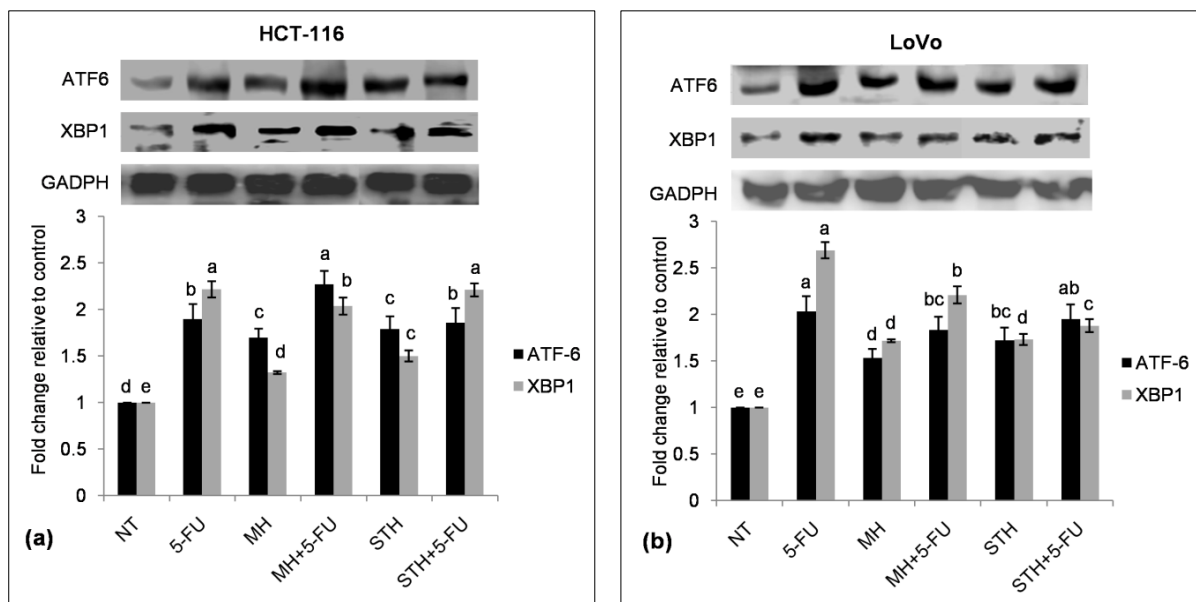 HCT-116
ATF6
XBP1
GADPH
Fold change relative to control
3
2.5
2
1.5
1
0.5
0
d e
b a
c d
a b
c c
b a
ATF-6
XBP1
NT 5-FU MH MH+5-FU STH STH+5-FU
(a)
LoVo
ATF6
XBP1
GADPH
Fold change relative to control
3
2.5
2
1.5
1
0.5
0
e e
a a
d d
bc b
bc d
ab c
ATF-6
XBP1
NT 5-FU MH MH+5-FU STH STH+5-FU
(b)